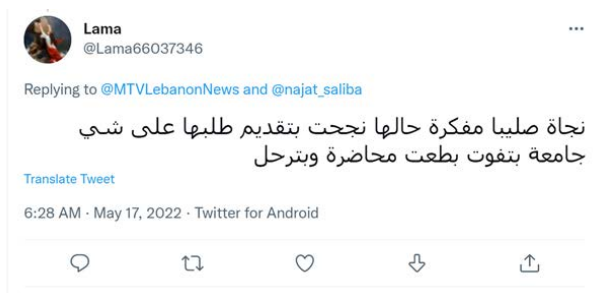 Lama
@Lama66037346
Replying to @MTVLebanonNews and @najat_saliba
نجاة صليبا مفكرة حالها نجحت بتقديم طلبها على شي
جامعة بتفوت بطعت محاضرة وبترحل
Translate Tweet
6:28 AM · May 17, 2022 · Twitter for Android